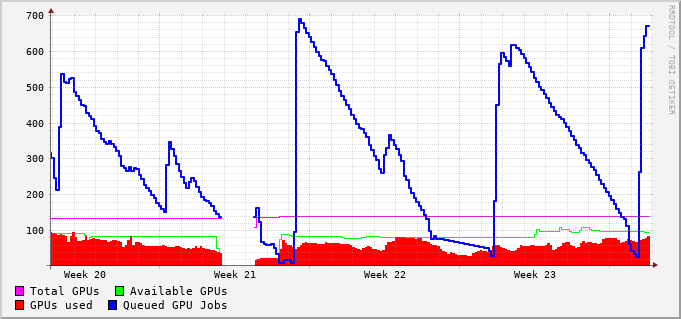 700
600
500
400
300
200
100
Week 20 Week 21 Week 22 Week 23
Total GPUs Available GPUs
GPUs used Queued GPU Jobs
RRDTOOL / TOBI OETIKER